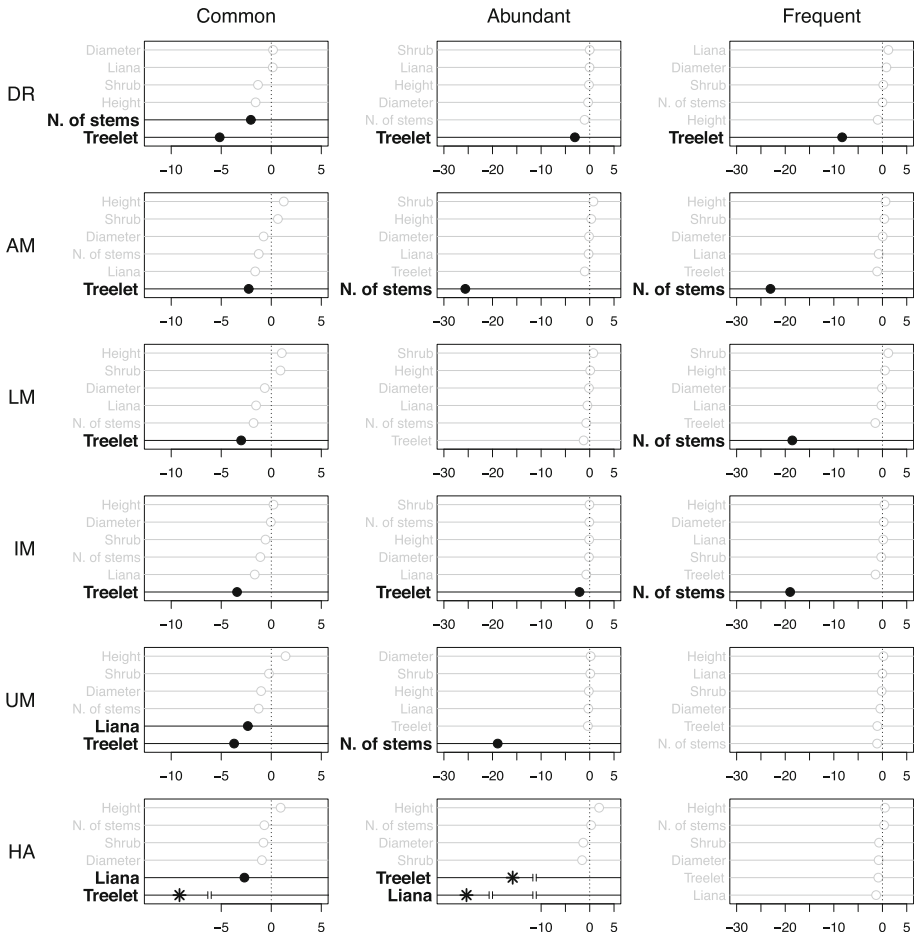 Common Abundant Frequent
DR
Diameter
Liana
Shrub
Height
N. of stems
Treelet
−10 −5 0 5
Shrub
Liana
Height
Diameter
N. of stems
Treelet
−30 −20 −10 0 5
Liana
Diameter
Shrub
N. of stems
Height
Treelet
−30 −20 −10 0 5
AM
Height
Shrub
Diameter
N. of stems
Liana
Treelet
−10 −5 0 5
Shrub
Height
Diameter
Liana
Treelet
N. of stems
−30 −20 −10 0 5
Height
Shrub
Diameter
Liana
Treelet
N. of stems
−30 −20 −10 0 5
LM
Height
Shrub
Diameter
Liana
N. of stems
Treelet
−10 −5 0 5
Shrub
Height
Diameter
Liana
N. of stems
Treelet
−30 −20 −10 0 5
Shrub
Height
Diameter
Liana
Treelet
N. of stems
−30 −20 −10 0 5
IM
Height
Diameter
Shrub
N. of stems
Liana
Treelet
−10 −5 0 5
Shrub
N. of stems
Height
Diameter
Liana
Treelet
−30 −20 −10 0 5
Height
Diameter
Liana
Shrub
Treelet
N. of stems
−30 −20 −10 0 5
UM
Height
Shrub
Diameter
N. of stems
Liana
Treelet
−10 −5 0 5
Diameter
Shrub
Height
Liana
Treelet
N. of stems
−30 −20 −10 0 5
Height
Liana
Shrub
Diameter
Treelet
N. of stems
−30 −20 −10 0 5
HA
Height
N. of stems
Shrub
Diameter
Liana
Treelet
−5 0 5
Height
N. of stems
Diameter
Shrub
Treelet
Liana
−10 0 5
Height
N. of stems
Shrub
Diameter
Treelet
Liana
−30 −20 −10 0 5